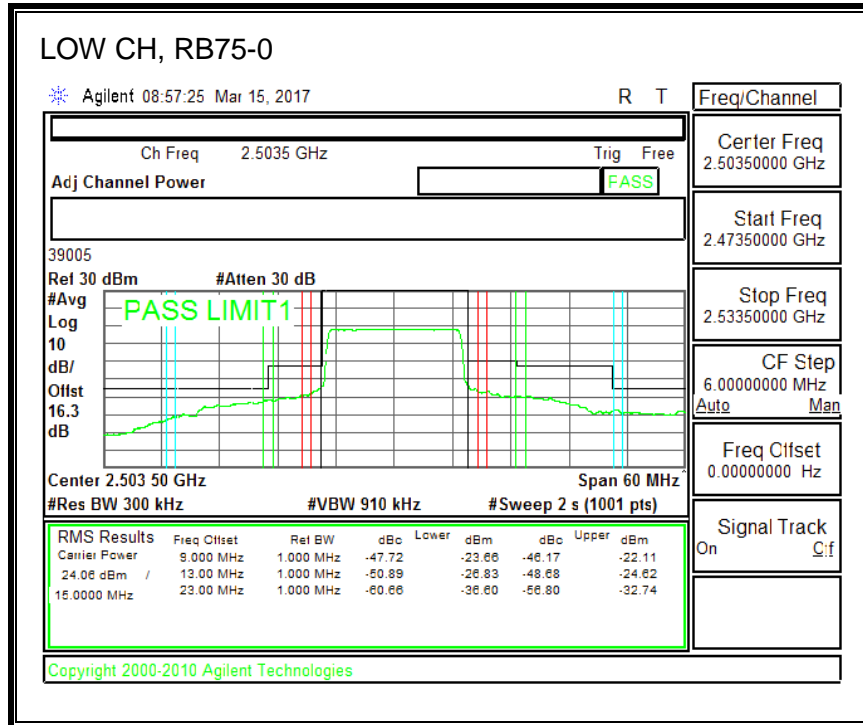 LOW CH, RB75-0
Agilent 08:57:25 Mar 15, 2017 R T
Freq/Channel
Ch Freq 2.5035 GHz Trig Free
Adj Channel Power PASS
Center Freq
2.50350000 GHz
Start Freq
2.47350000 GHz
Stop Freq
2.53350000 GHz
CF Step
6.00000000 MHz
Auto Man
Freq Offset
0.00000000 Hz
Signal Track
On Off
39005
Ref 30 dBm #Atten 30 dB
#Avg
Log
10
dB/
Offst
16.3
dB
PASS LIMIT1
Center 2.503 50 GHz Span 60 MHz
#Res BW 300 kHz #VBW 910 kHz #Sweep 2 s (1001 pts)
RMS Results Freq Offset Ref BW dBc Lower dBm dBc Upper dBm
Carrier Power 9.000 MHz 1.000 MHz -47.72 -23.66 -46.17 -22.11
24.06 dBm / 13.00 MHz 1.000 MHz -50.89 -26.83 -48.68 -24.62
15.0000 MHz 23.00 MHz 1.000 MHz -60.66 -36.60 -56.80 -32.74
Copyright 2000-2010 Agilent Technologies